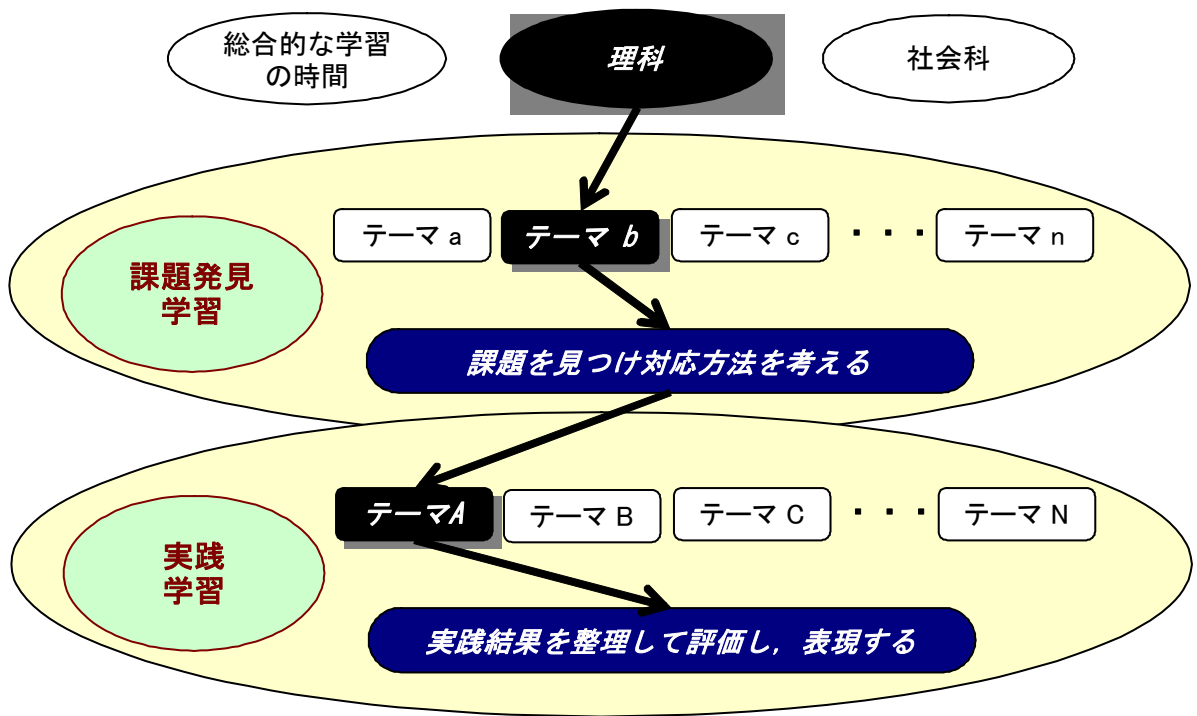 総合的な学習
の時間
理科
社会科
テーマ a
テーマ b
テーマ c
・・・
テーマ n
課題発見
学習
課題を見つけ対応方法を考える
テーマA
テーマ B
テーマ C
・・・
テーマ N
実践
学習
実践結果を整理して評価し，表現する